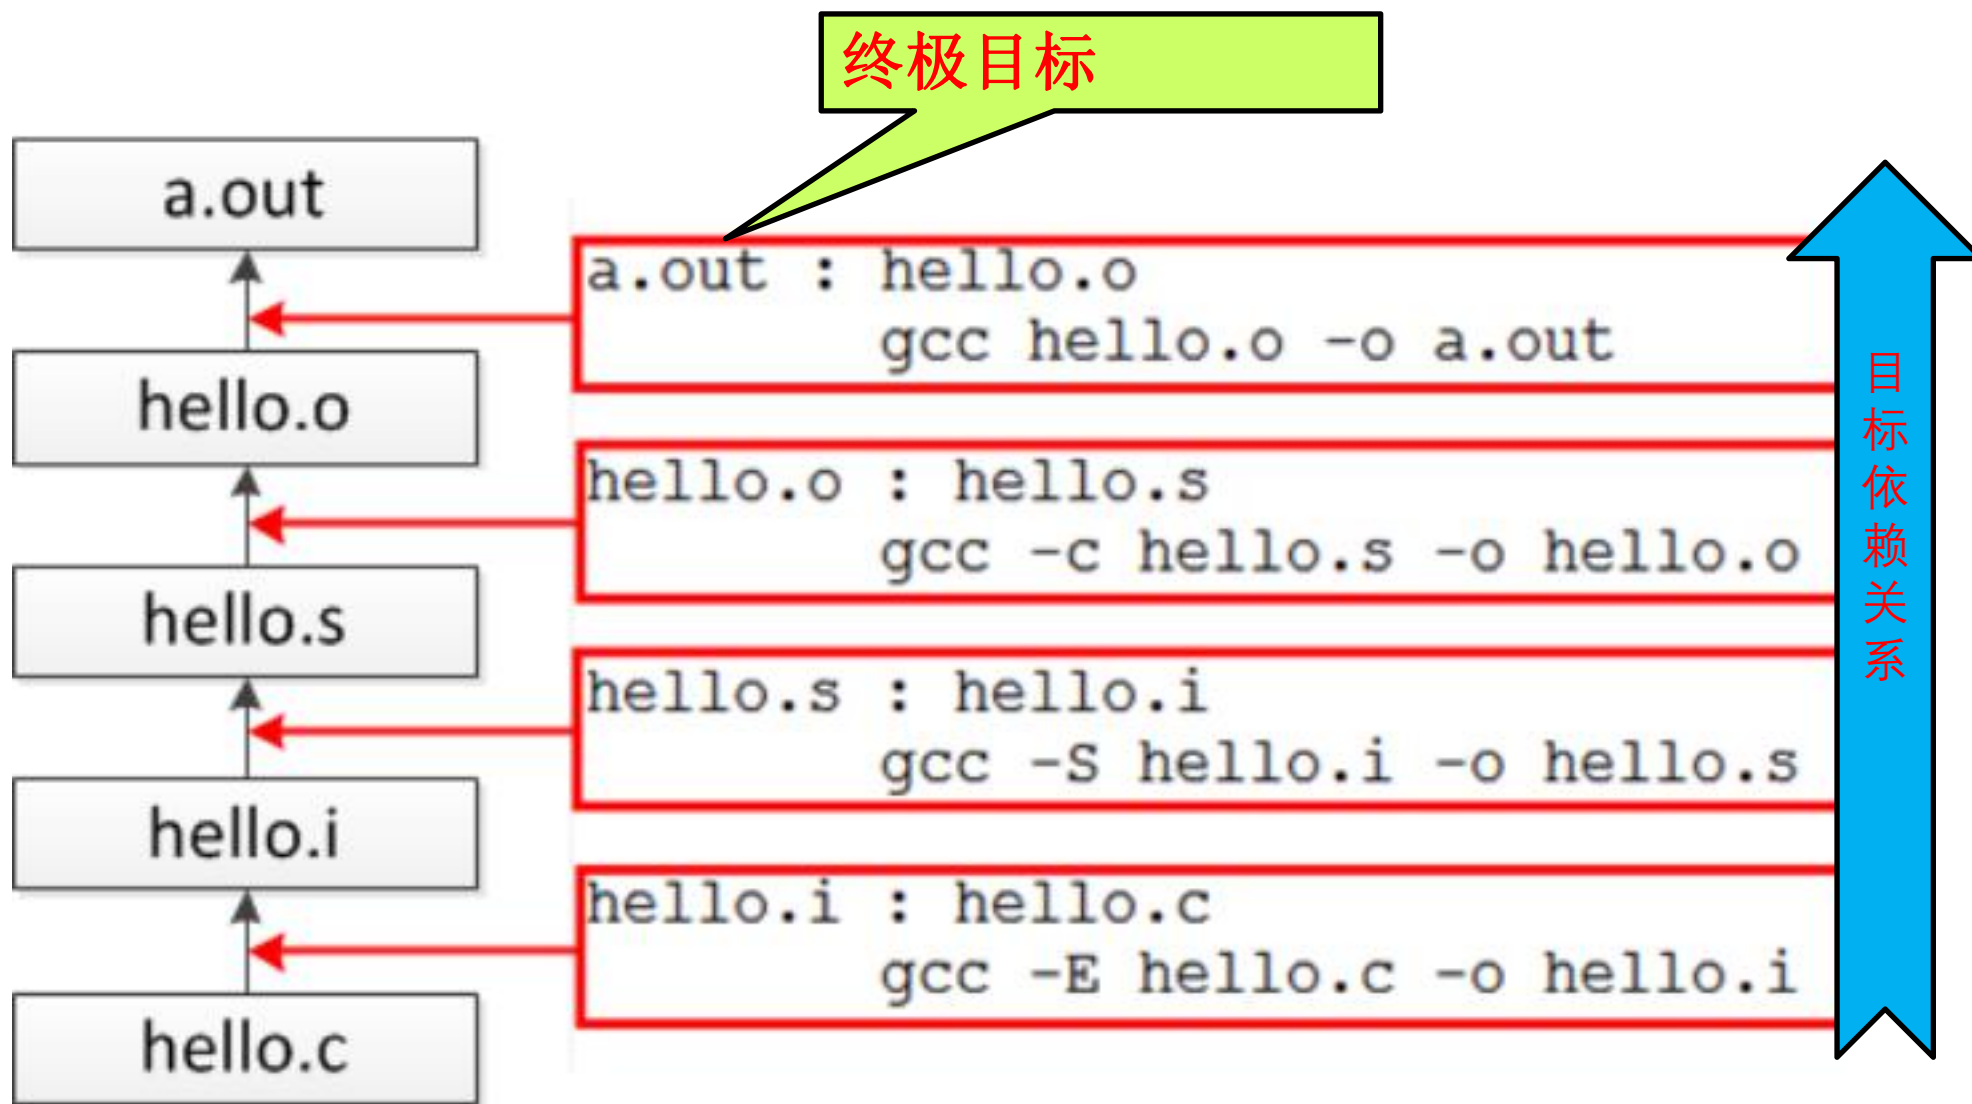 终极目标
a.out
hello.o
hello.s
hello.i
hello.c
a.out : hello.o
gcc hello.o -o a.out
hello.o : hello.s
gcc -c hello.s -o hello.o
hello.s : hello.i
gcc -S hello.i -o hello.s
hello.i : hello.c
gcc -E hello.c -o hello.i
目标依赖关系